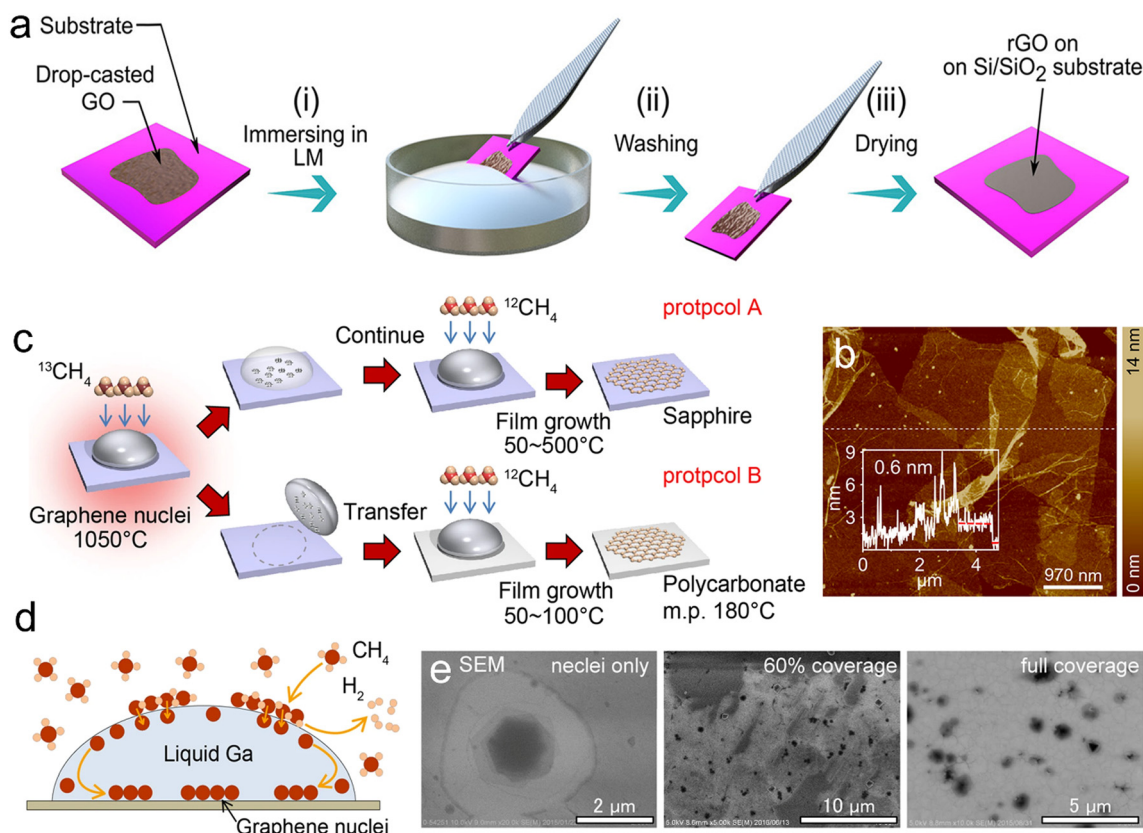 a
Substrate
Drop-casted
GO
(i)
Immersing in
LM
(ii)
Washing
(iii)
Drying
rGO on
on Si/SiO₂ substrate
c
¹³CH₄
Graphene nuclei
1050°C
Continue
¹²CH₄
protpcol A
Film growth
50~500°C
Sapphire
Transfer
¹²CH₄
protpcol B
Film growth
50~100°C
Polycarbonate
m.p. 180°C
b
14 nm
0 nm
9
6
3
nm
0.6 nm
0
2
4
μm
970 nm
d
CH₄
H₂
Liquid Ga
Graphene nuclei
e
SEM
neclei only
2 μm
60% coverage
10 μm
full coverage
5 μm